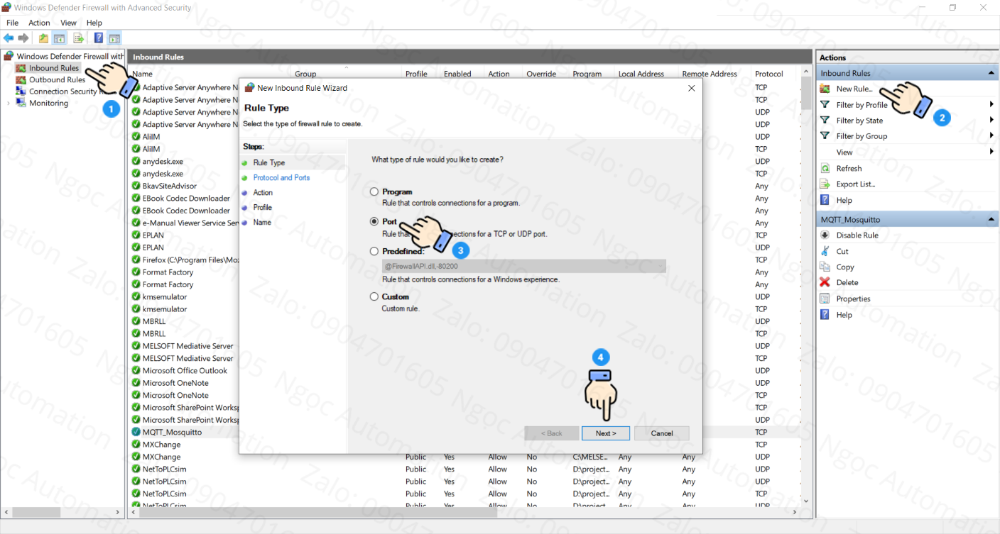 Windows Defender Firewall with Advanced Security
File Action View Help
Windows Defender Firewall with
Inbound Rules
Outbound Rules
Connection Security
Monitoring
1
Inbound Rules
Name Group Profile Enabled Action Override Program Local Address Remote Address Protocol
Adaptive Server Anywhere N TCP
Adaptive Server Anywhere N TCP
Adaptive Server Anywhere N UDP
Adaptive Server Anywhere N UDP
AliIM UDP
AliIM TCP
anydesk.exe UDP
anydesk.exe TCP
BkavSiteAdvisor Any
EBook Codec Downloader Any
EBook Codec Downloader Any
e-Manual Viewer Service Ser Any
EPLAN TCP
EPLAN UDP
Firefox (C:\Program Files\Mo TCP
Format Factory Any
Format Factory Any
kmsemulator UDP
kmsemulator TCP
MBRLL UDP
MBRLL TCP
MELSOFT Mediative Server UDP
MELSOFT Mediative Server TCP
Microsoft Office Outlook UDP
Microsoft OneNote UDP
Microsoft OneNote TCP
Microsoft SharePoint Worksp TCP
Microsoft SharePoint Worksp UDP
MQTT_Mosquitto TCP
MXChange TCP
MXChange Public Yes Allow No C:\MELSE... Any Any UDP
NetToPLCsim Public Yes Allow No D:\project... Any Any UDP
NetToPLCsim Public Yes Allow No D:\project... Any Any UDP
NetToPLCsim Public Yes Allow No D:\project... Any Any TCP
NetToPLCsim Public Yes Allow No D:\project... Any Any UDP
New Inbound Rule Wizard
Rule Type
Select the type of firewall rule to create.
Steps:
Rule Type
Protocol and Ports
Action
Profile
Name
What type of rule would you like to create?
Program
Rule that controls connections for a program.
Port
Rule that connections for a TCP or UDP port.
3
Predefined:
@FirewallAPI.dll,-80200
Rule that controls connections for a Windows experience.
Custom
Custom rule.
4
< Back Next > Cancel
Actions
Inbound Rules
New Rule...
Filter by Profile
2
Filter by State
Filter by Group
View
Refresh
Export List...
Help
MQTT_Mosquitto
Disable Rule
Cut
Copy
Delete
Properties
Help
Ngọc Automation Zalo: 0904701605